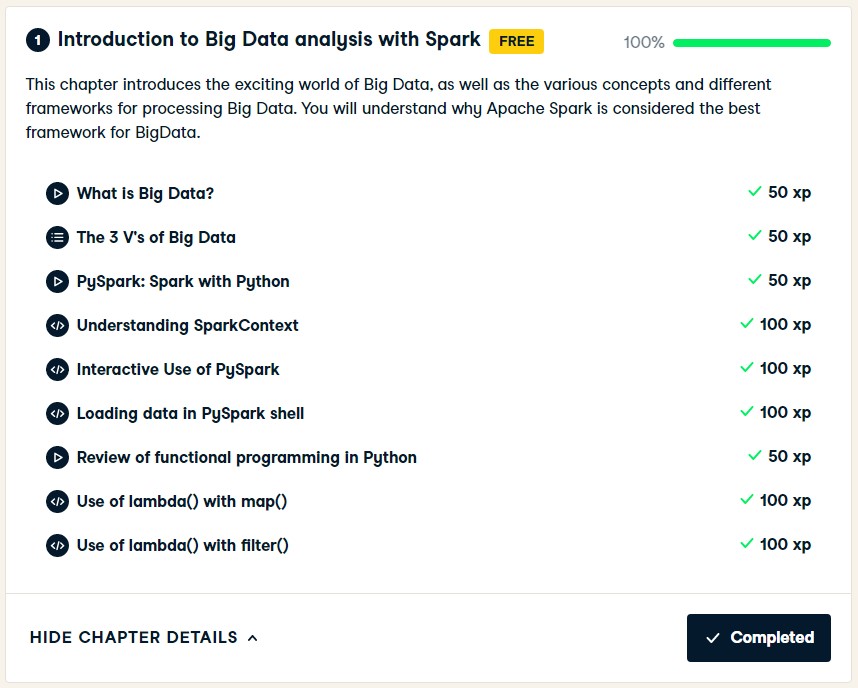 1 Introduction to Big Data analysis with Spark FREE 100%
This chapter introduces the exciting world of Big Data, as well as the various concepts and different
frameworks for processing Big Data. You will understand why Apache Spark is considered the best
framework for BigData.
What is Big Data? 50 xp
The 3 V's of Big Data 50 xp
PySpark: Spark with Python 50 xp
Understanding SparkContext 100 xp
Interactive Use of PySpark 100 xp
Loading data in PySpark shell 100 xp
Review of functional programming in Python 50 xp
Use of lambda() with map() 100 xp
Use of lambda() with filter() 100 xp
HIDE CHAPTER DETAILS Completed